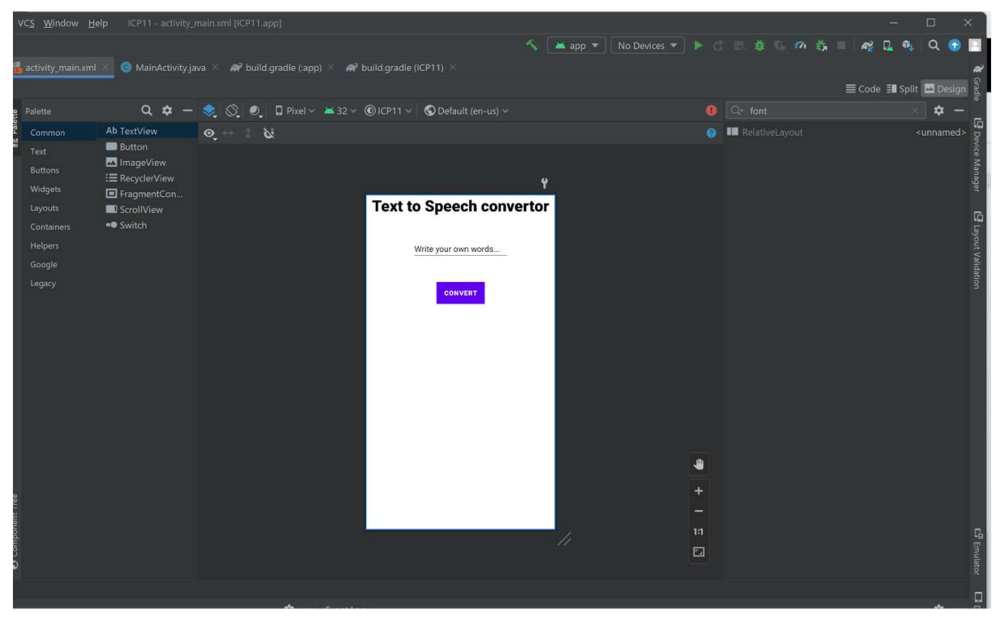 VCS Window Help ICP11 - activity_main.xml [ICP11.app]
app No Devices
activity_main.xml MainActivity.java build.gradle (:app) build.gradle (ICP11)
Code Split Design
Palette Pixel 32 ICP11 Default (en-us) font
Common Ab TextView RelativeLayout <unnamed>
Text Button
Buttons ImageView
Widgets RecyclerView
Layouts FragmentCon...
Containers ScrollView
Helpers Switch
Google
Legacy
Text to Speech convertor
Write your own words...
CONVERT
1:1
Palette
Component Tree
Gradle
Device Manager
Layout Validation
Emulator